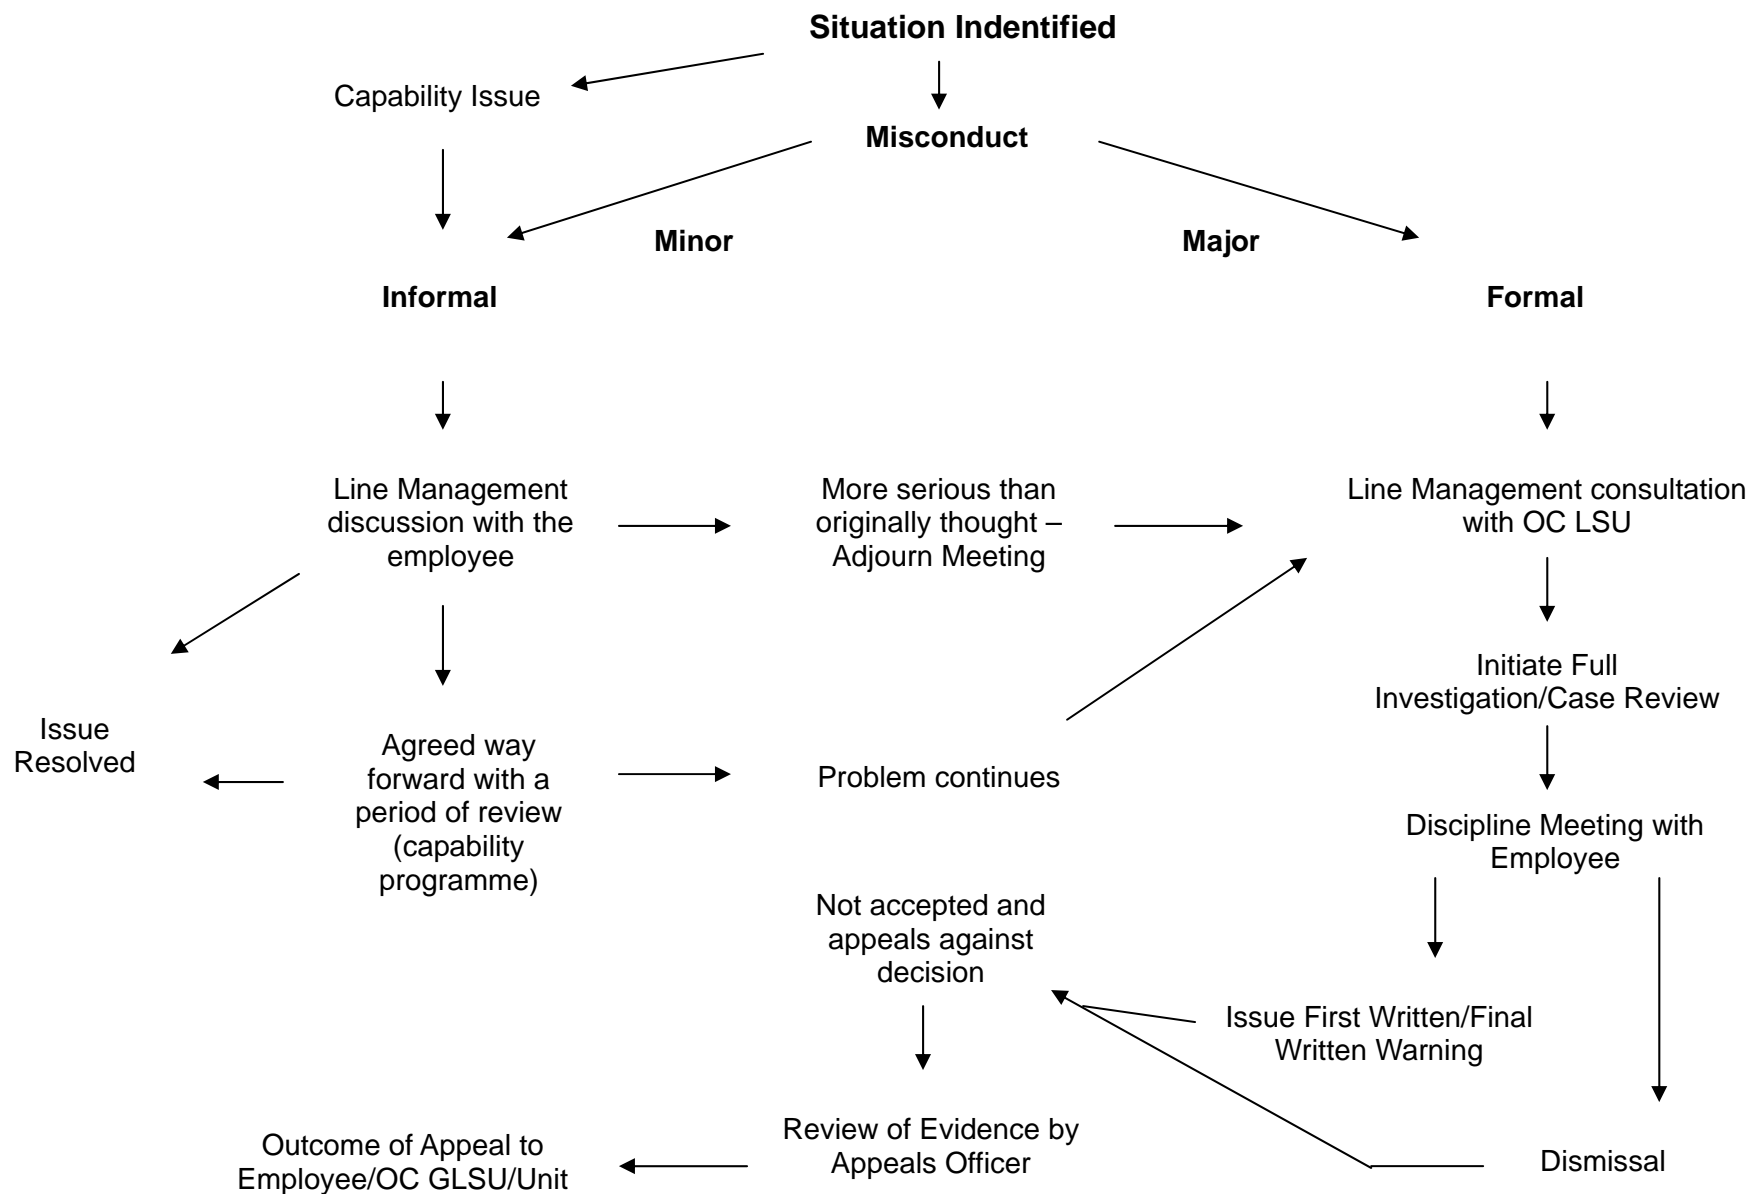 Situation Indentified
Capability Issue
Misconduct
Minor
Major
Informal
Formal
Line Management
discussion with the
employee
More serious than
originally thought –
Adjourn Meeting
Line Management consultation
with OC LSU
Initiate Full
Investigation/Case Review
Issue
Resolved
Agreed way
forward with a
period of review
(capability
programme)
Problem continues
Discipline Meeting with
Employee
Not accepted and
appeals against
decision
Issue First Written/Final
Written Warning
Review of Evidence by
Appeals Officer
Outcome of Appeal to
Employee/OC GLSU/Unit
Dismissal